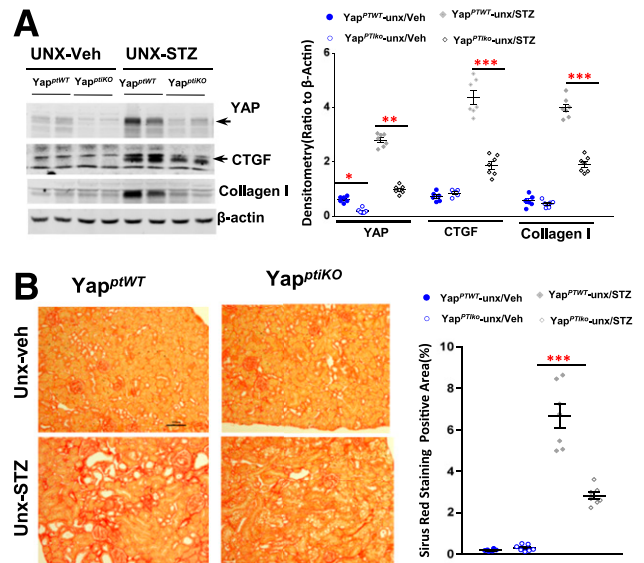 A
UNX-Veh UNX-STZ
Yap^ptWT Yap^ptiKO Yap^ptWT Yap^ptiKO
YAP
CTGF
Collagen I
β-actin
Yap^PTWT-unx/Veh Yap^PTWT-unx/STZ
Yap^PTIko-unx/Veh Yap^PTIko-unx/STZ
Densitometry(Ratio to β-Actin)
6
4
2
0
*
**
***
***
YAP CTGF Collagen I
B
Yap^ptWT Yap^ptiKO
Unx-veh
Unx-STZ
Yap^PTWT-unx/Veh Yap^PTWT-unx/STZ
Yap^PTIko-unx/Veh Yap^PTIko-unx/STZ
Sirus Red Staining Positive Area(%)
10
8
6
4
2
0
***